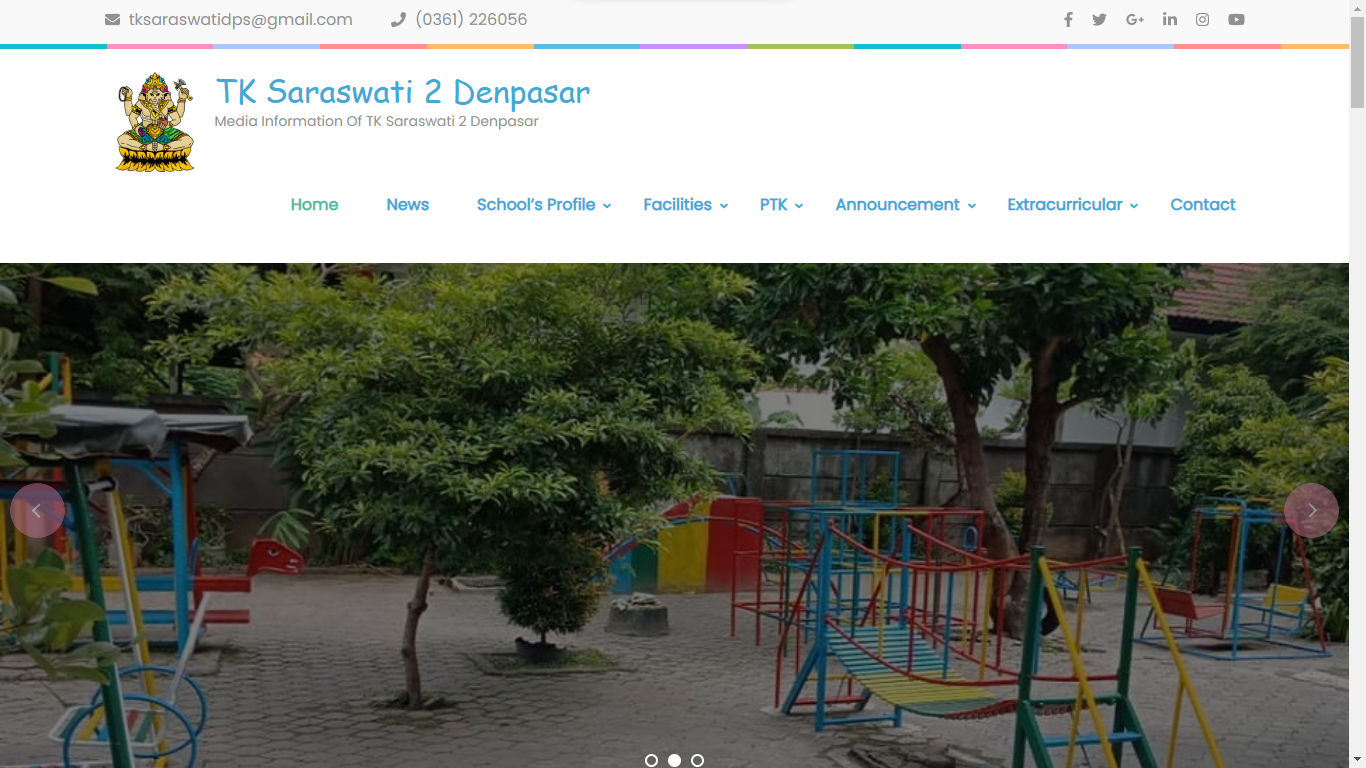 tksaraswatidps@gmail.com (0361) 226056
TK Saraswati 2 Denpasar
Media Information Of TK Saraswati 2 Denpasar
Home News School's Profile Facilities PTK Announcement Extracurricular Contact